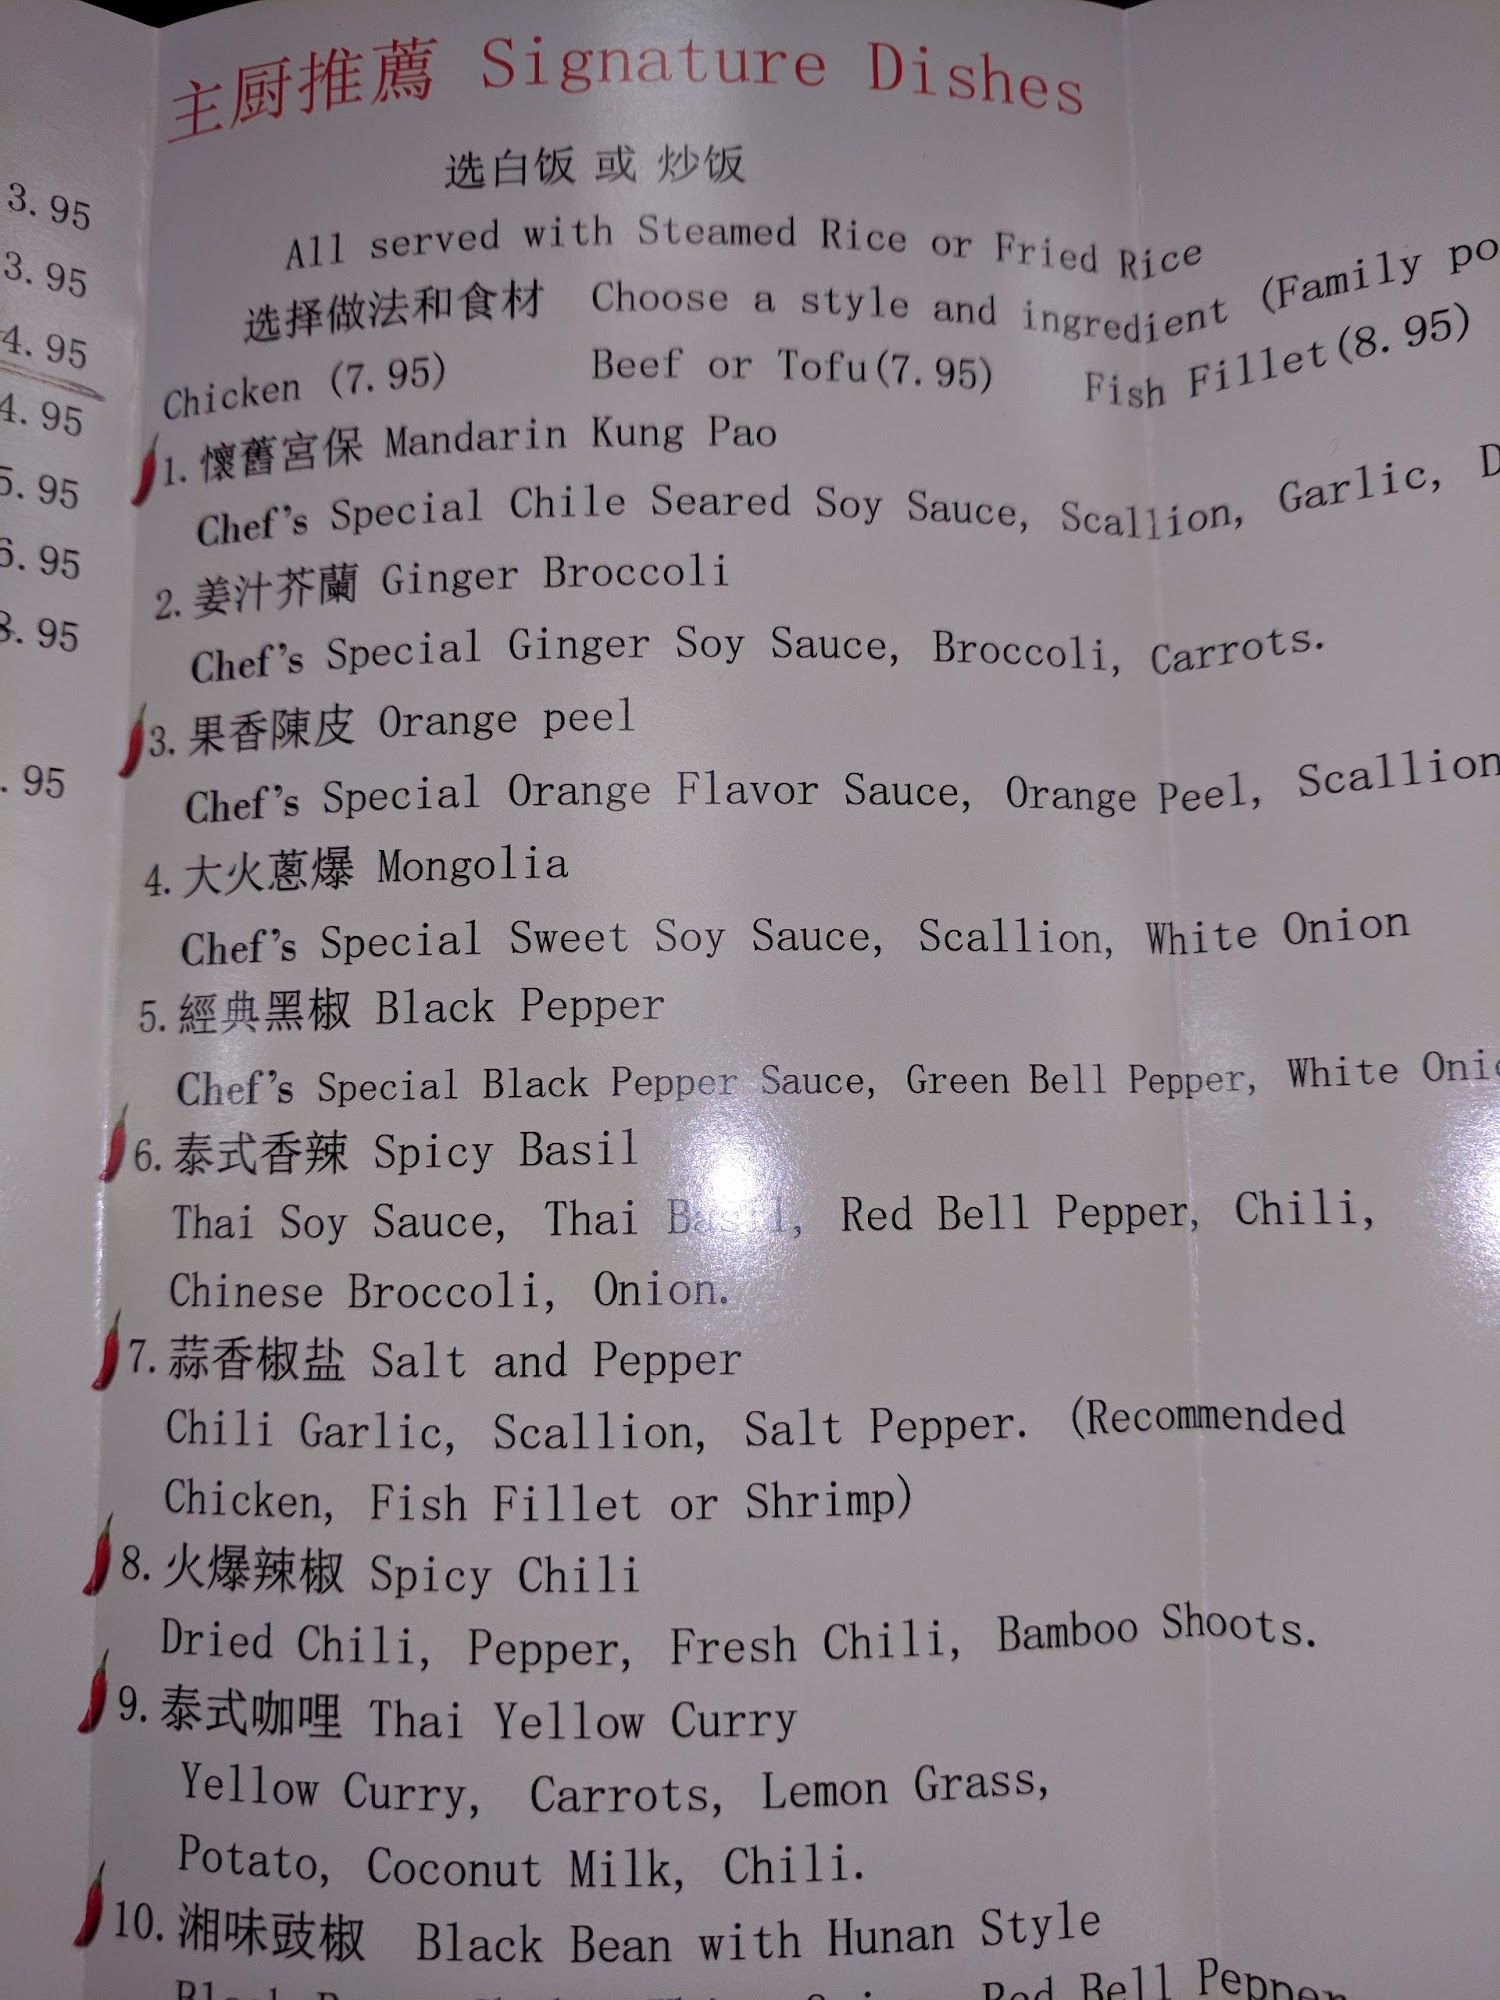 主厨推薦 Signature Dishes
选白饭 或 炒饭
All served with Steamed Rice or Fried Rice
选择做法和食材 Choose a style and ingredient (Family
Chicken (7.95) Beef or Tofu(7.95) Fish Fillet(8.95)
1. 懷舊宮保 Mandarin Kung Pao
Chef's Special Chile Seared Soy Sauce, Scallion, Garlic,
2. 姜汁芥蘭 Ginger Broccoli
Chef's Special Ginger Soy Sauce, Broccoli, Carrots.
3. 果香陳皮 Orange peel
Chef's Special Orange Flavor Sauce, Orange Peel, Scallion
4. 大火蔥爆 Mongolia
Chef's Special Sweet Soy Sauce, Scallion, White Onion
5. 經典黑椒 Black Pepper
Chef's Special Black Pepper Sauce, Green Bell Pepper, White
6. 泰式香辣 Spicy Basil
Thai Soy Sauce, Thai Basil, Red Bell Pepper, Chili,
Chinese Broccoli, Onion.
7. 蒜香椒盐 Salt and Pepper
Chili Garlic, Scallion, Salt Pepper. (Recommended
Chicken, Fish Fillet or Shrimp)
8. 火爆辣椒 Spicy Chili
Dried Chili, Pepper, Fresh Chili, Bamboo Shoots.
9. 泰式咖哩 Thai Yellow Curry
Yellow Curry, Carrots, Lemon Grass,
Potato, Coconut Milk, Chili.
10. 湘味豉椒 Black Bean with Hunan Style
Red Bell Pepper
3.95
3.95
4.95
4.95
5.95
6.95
8.95
.95